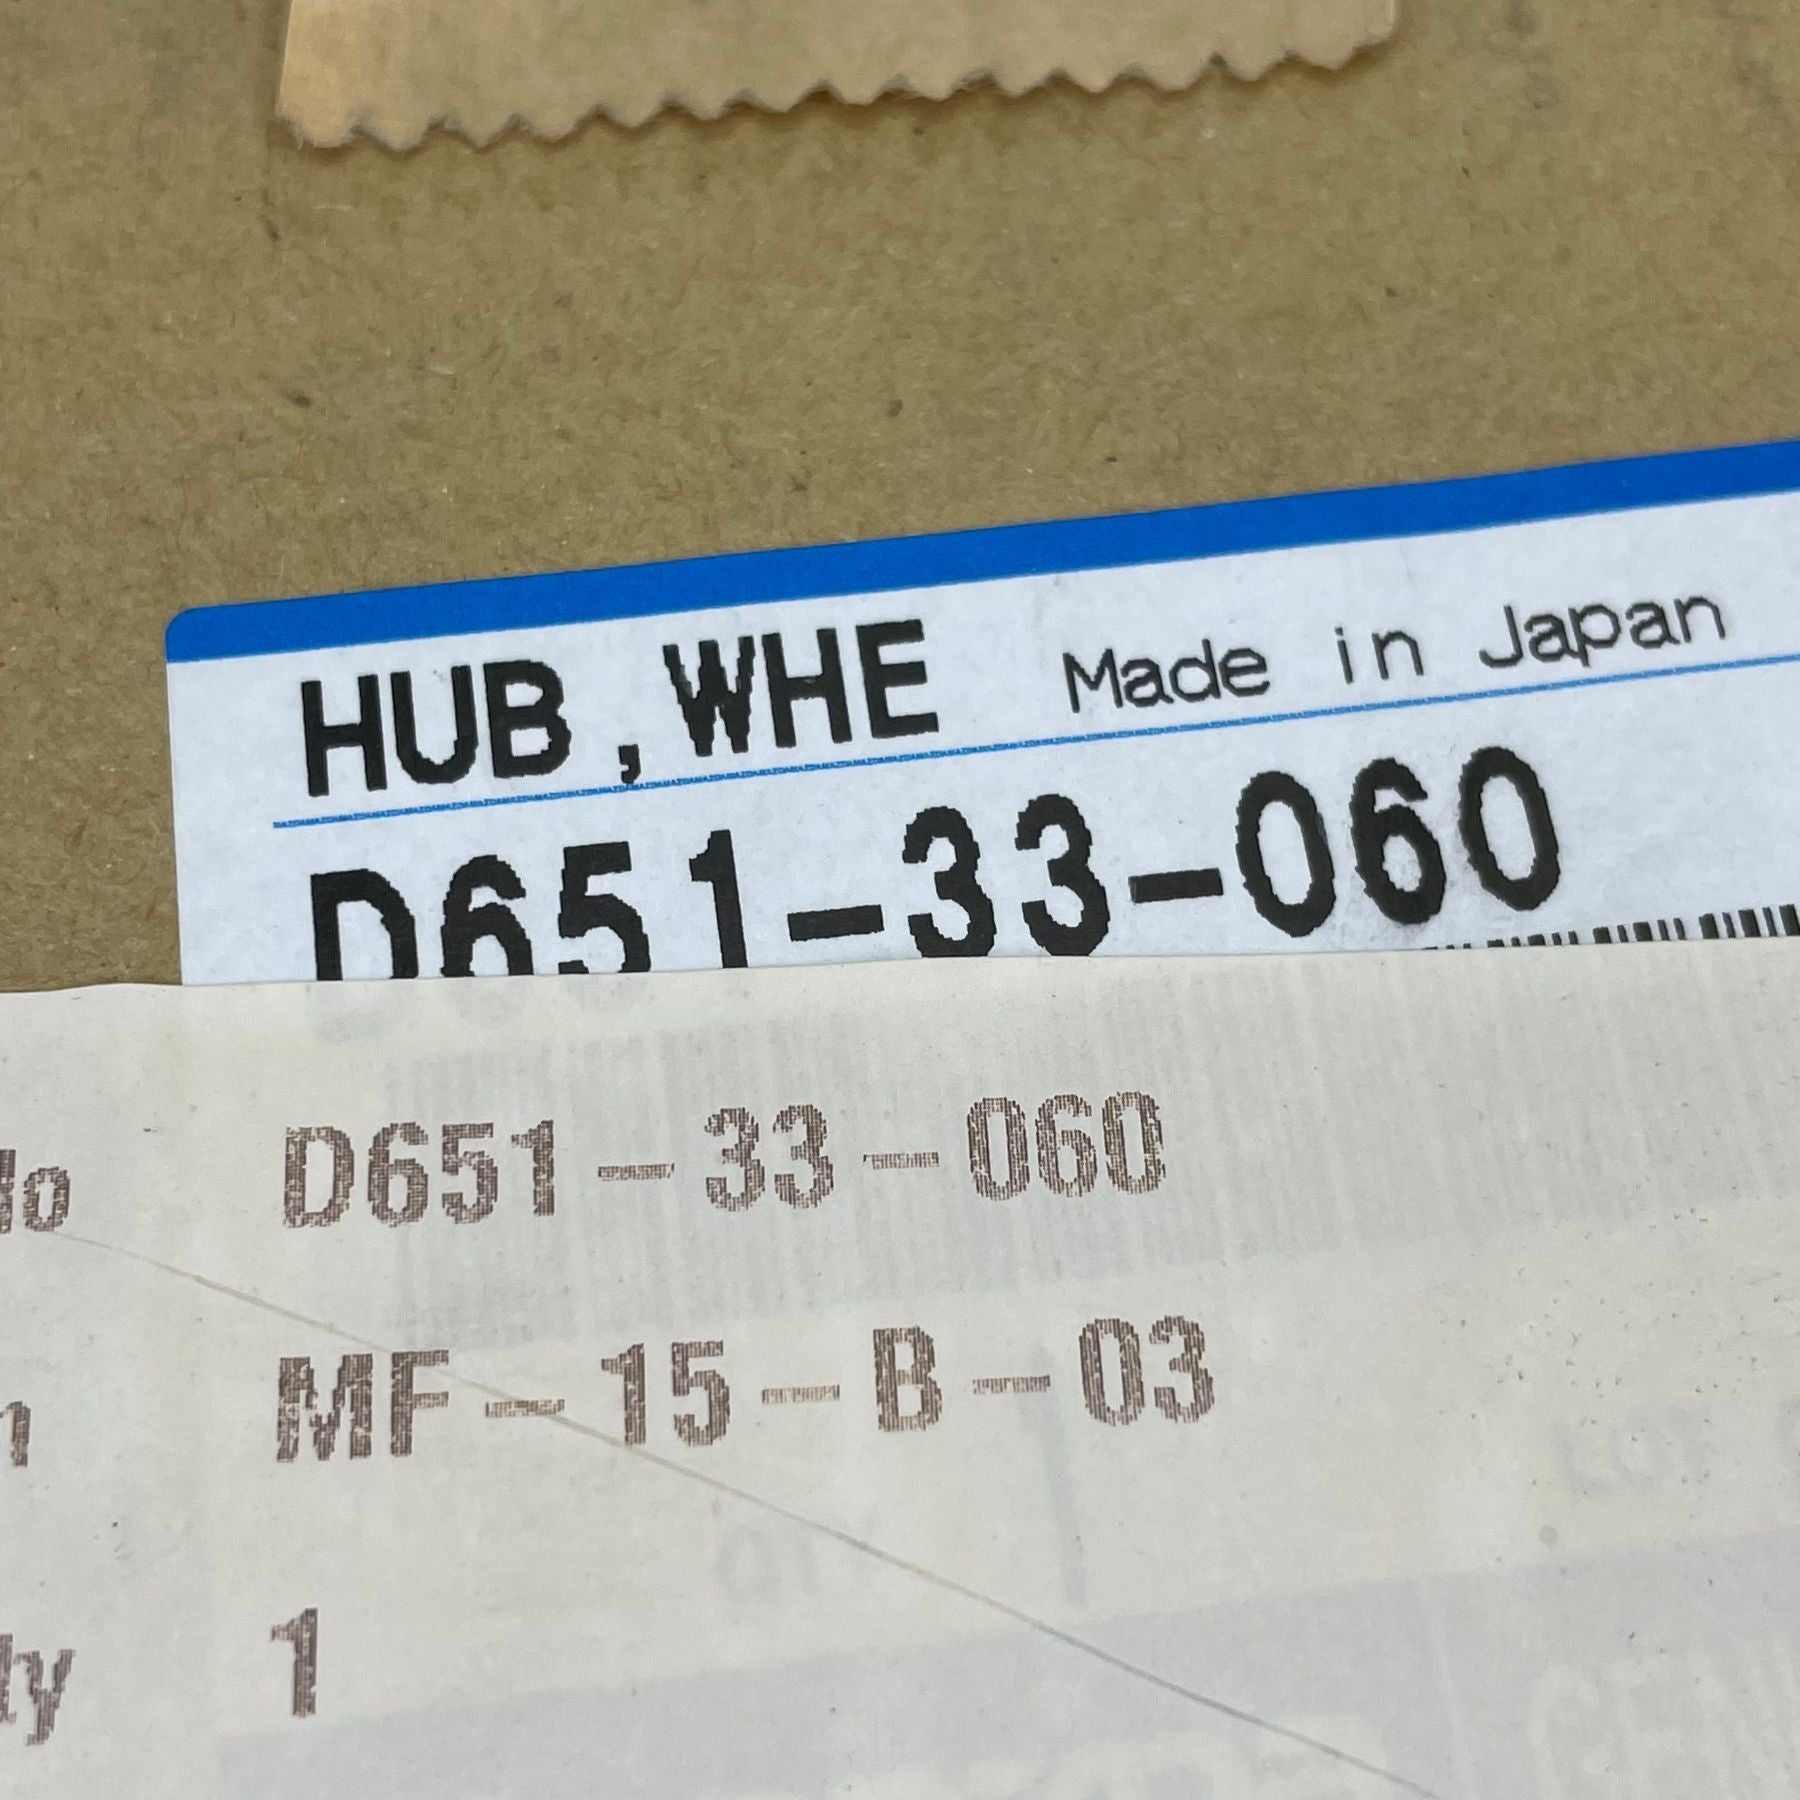 HUB,WHE Made in Japan
D651-33-060
D651-33-060
MF-15-B-03
1